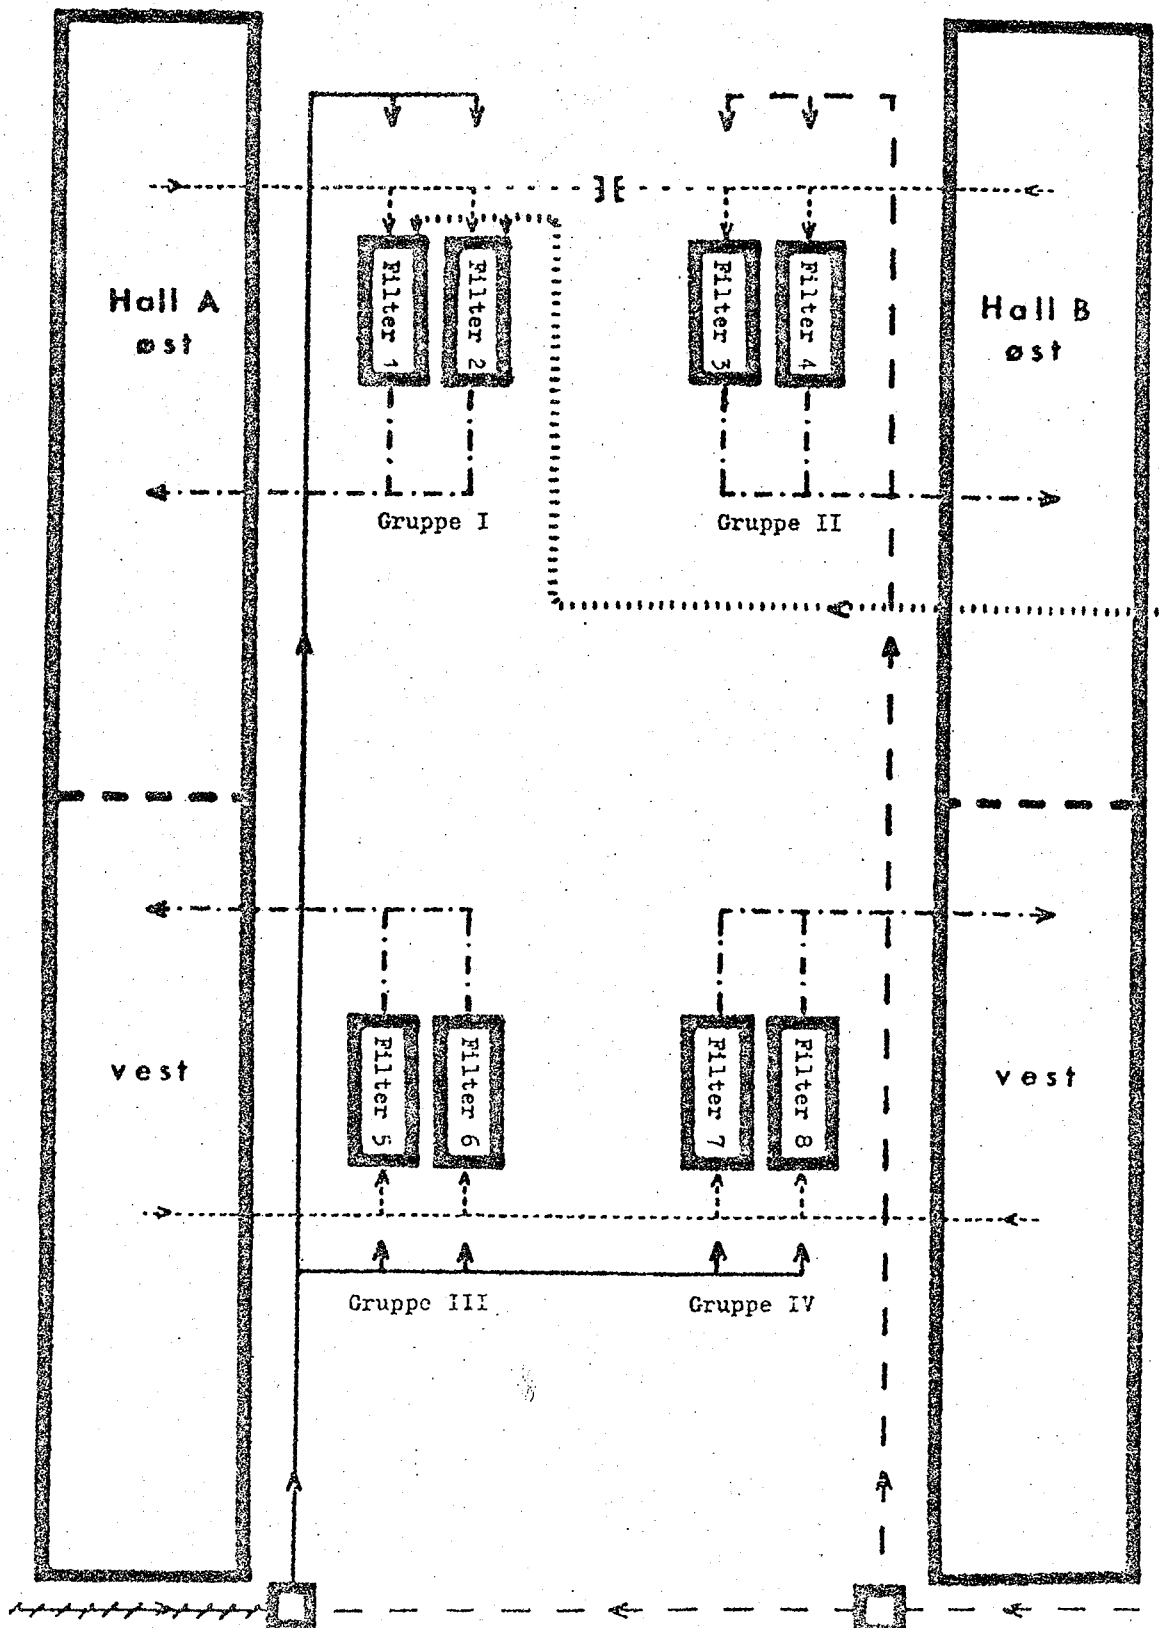 Hall A
øst
Filter 1
Filter 2
Filter 3
Filter 4
Hall B
øst
Gruppe I
Gruppe II
vest
Filter 5
Filter 6
Filter 7
Filter 8
vest
Gruppe III
Gruppe IV